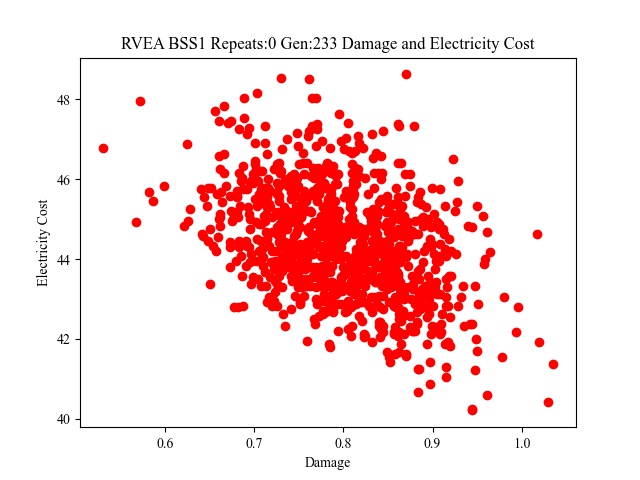 RVEA BSS1 Repeats:0 Gen:233 Damage and Electricity Cost
48
46
44
42
40
Electricity Cost
0.6 0.7 0.8 0.9 1.0
Damage